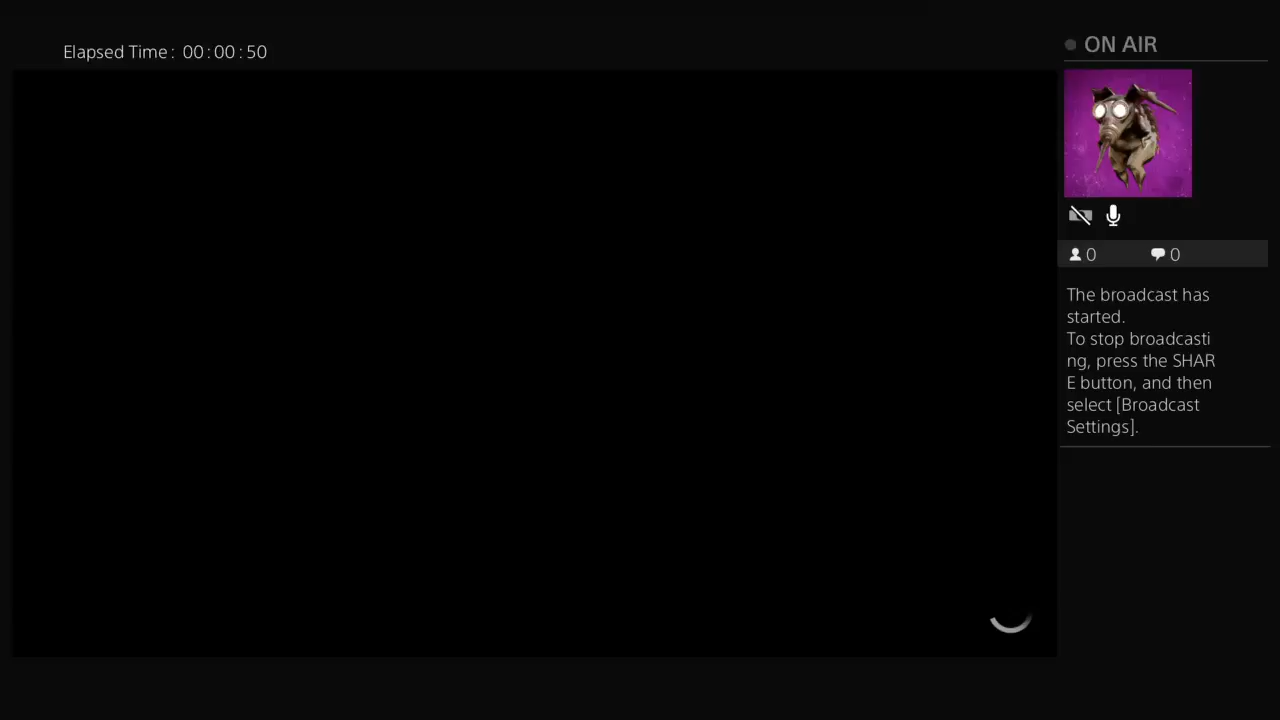 Elapsed Time: 00:00:50
ON AIR
0 0
The broadcast has
started.
To stop broadcasti
ng, press the SHAR
E button, and then
select [Broadcast
Settings].